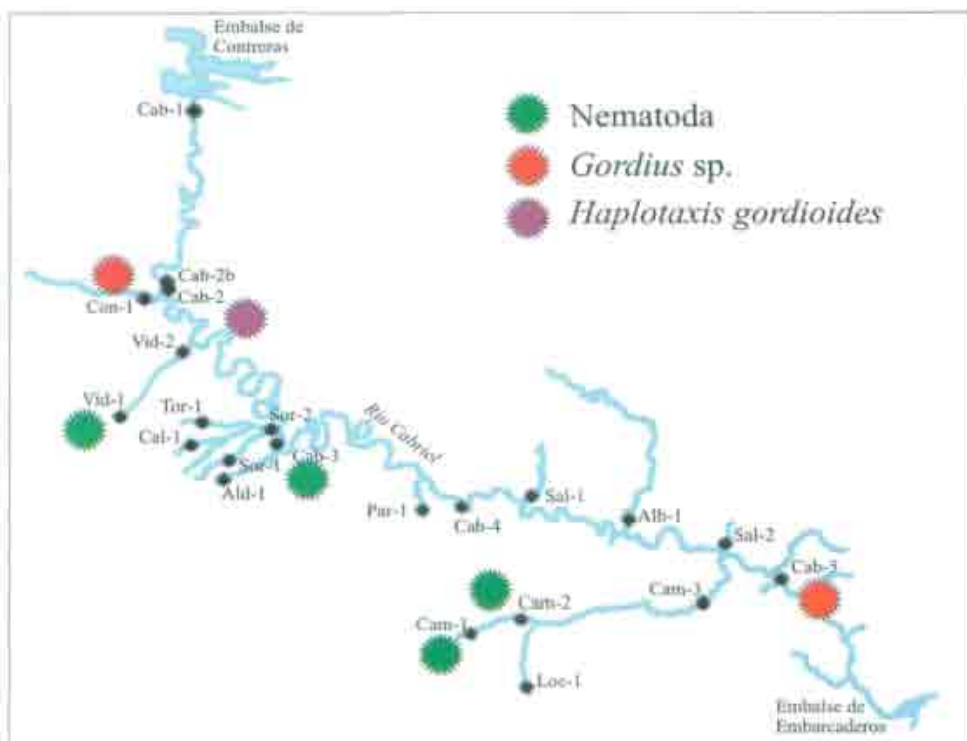 Embalse de
Contreras
Cab-1
Nematoda
Gordius sp.
Haplotaxis gordioides
Cab-2b
Cab-2
Con-1
Vid-2
Vid-1
Tor-1
Sor-2
Cal-1
Cab-3
Sor-1
Ald-1
Río Cabriel
Par-1
Cab-4
Sal-1
Alb-1
Sal-2
Cab-5
Cam-3
Cam-2
Cam-1
Loc-1
Embalse de
Embarcaderos